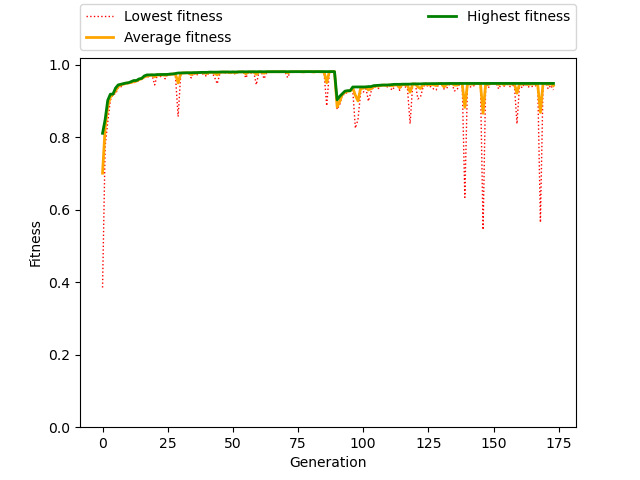 Lowest fitness
Average fitness
Highest fitness
1.0
0.8
0.6
0.4
0.2
0.0
Fitness
0 25 50 75 100 125 150 175
Generation